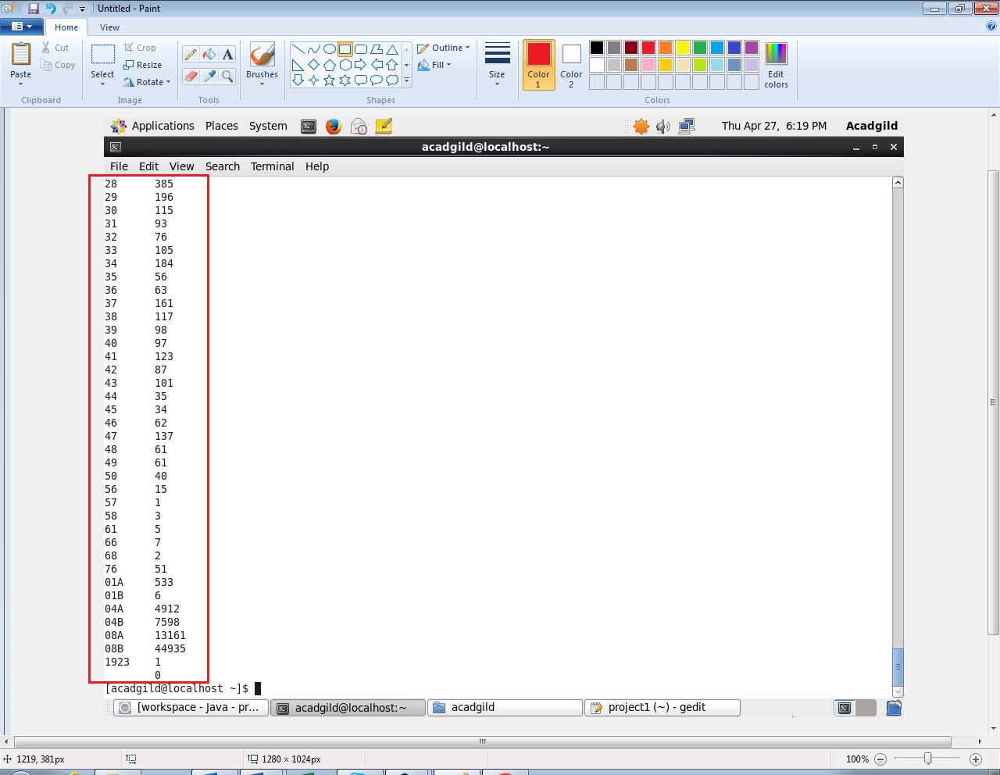 Untitled - Paint
Home View
Paste
Cut
Copy
Clipboard
Select
Crop
Resize
Rotate
Image
A
Tools
Brushes
Outline
Fill
Shapes
Size
Color 1
Color 2
Edit colors
Colors
Applications Places System Thu Apr 27, 6:19 PM Acadgild
acadgild@localhost:~
File Edit View Search Terminal Help
28 385
29 196
30 115
31 93
32 76
33 105
34 184
35 56
36 63
37 161
38 117
39 98
40 97
41 123
42 87
43 101
44 35
45 34
46 62
47 137
48 61
49 61
50 40
56 15
57 1
58 3
61 5
66 7
68 2
76 51
01A 533
01B 6
04A 4912
04B 7598
08A 13161
08B 44935
1923 1
0
[acadgild@localhost ~]$
[workspace - Java - pr... acadgild@localhost:~ acadgild project1 (~) - gedit
1219, 381px 1280 × 1024px 100%